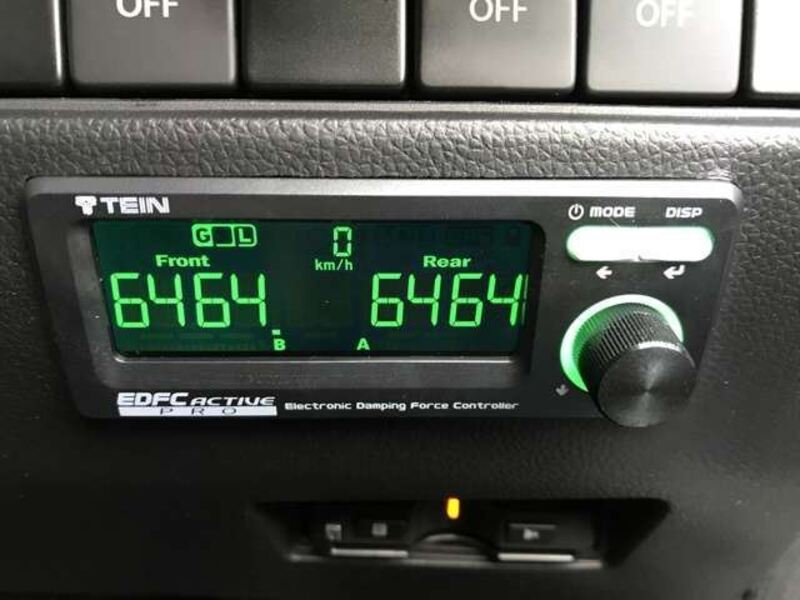 OFF OFF OFF
TEIN
MODE DISP
G L 0
km/h
Front Rear
6464 6464
B A
EDFC ACTIVE
PRO
Electronic Damping Force Controller